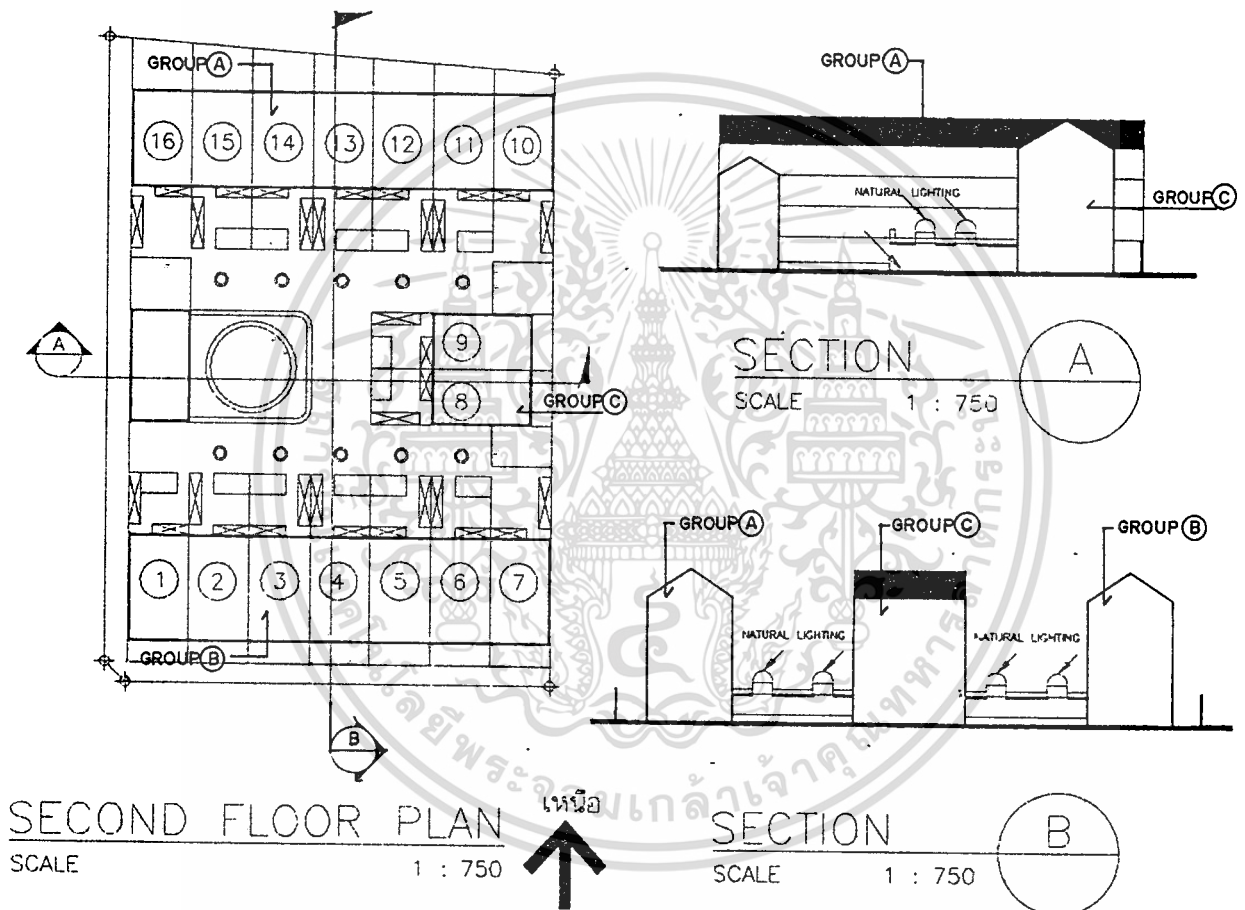 GROUP A
16 15 14 13 12 11 10
A
9
8
GROUP C
1 2 3 4 5 6 7
GROUP B
B
SECOND FLOOR PLAN
SCALE 1 : 750
เหนือ
GROUP A
NATURAL LIGHTING
GROUP C
SECTION A
SCALE 1 : 750
GROUP A
GROUP C
GROUP B
NATURAL LIGHTING
NATURAL LIGHTING
SECTION B
SCALE 1 : 750